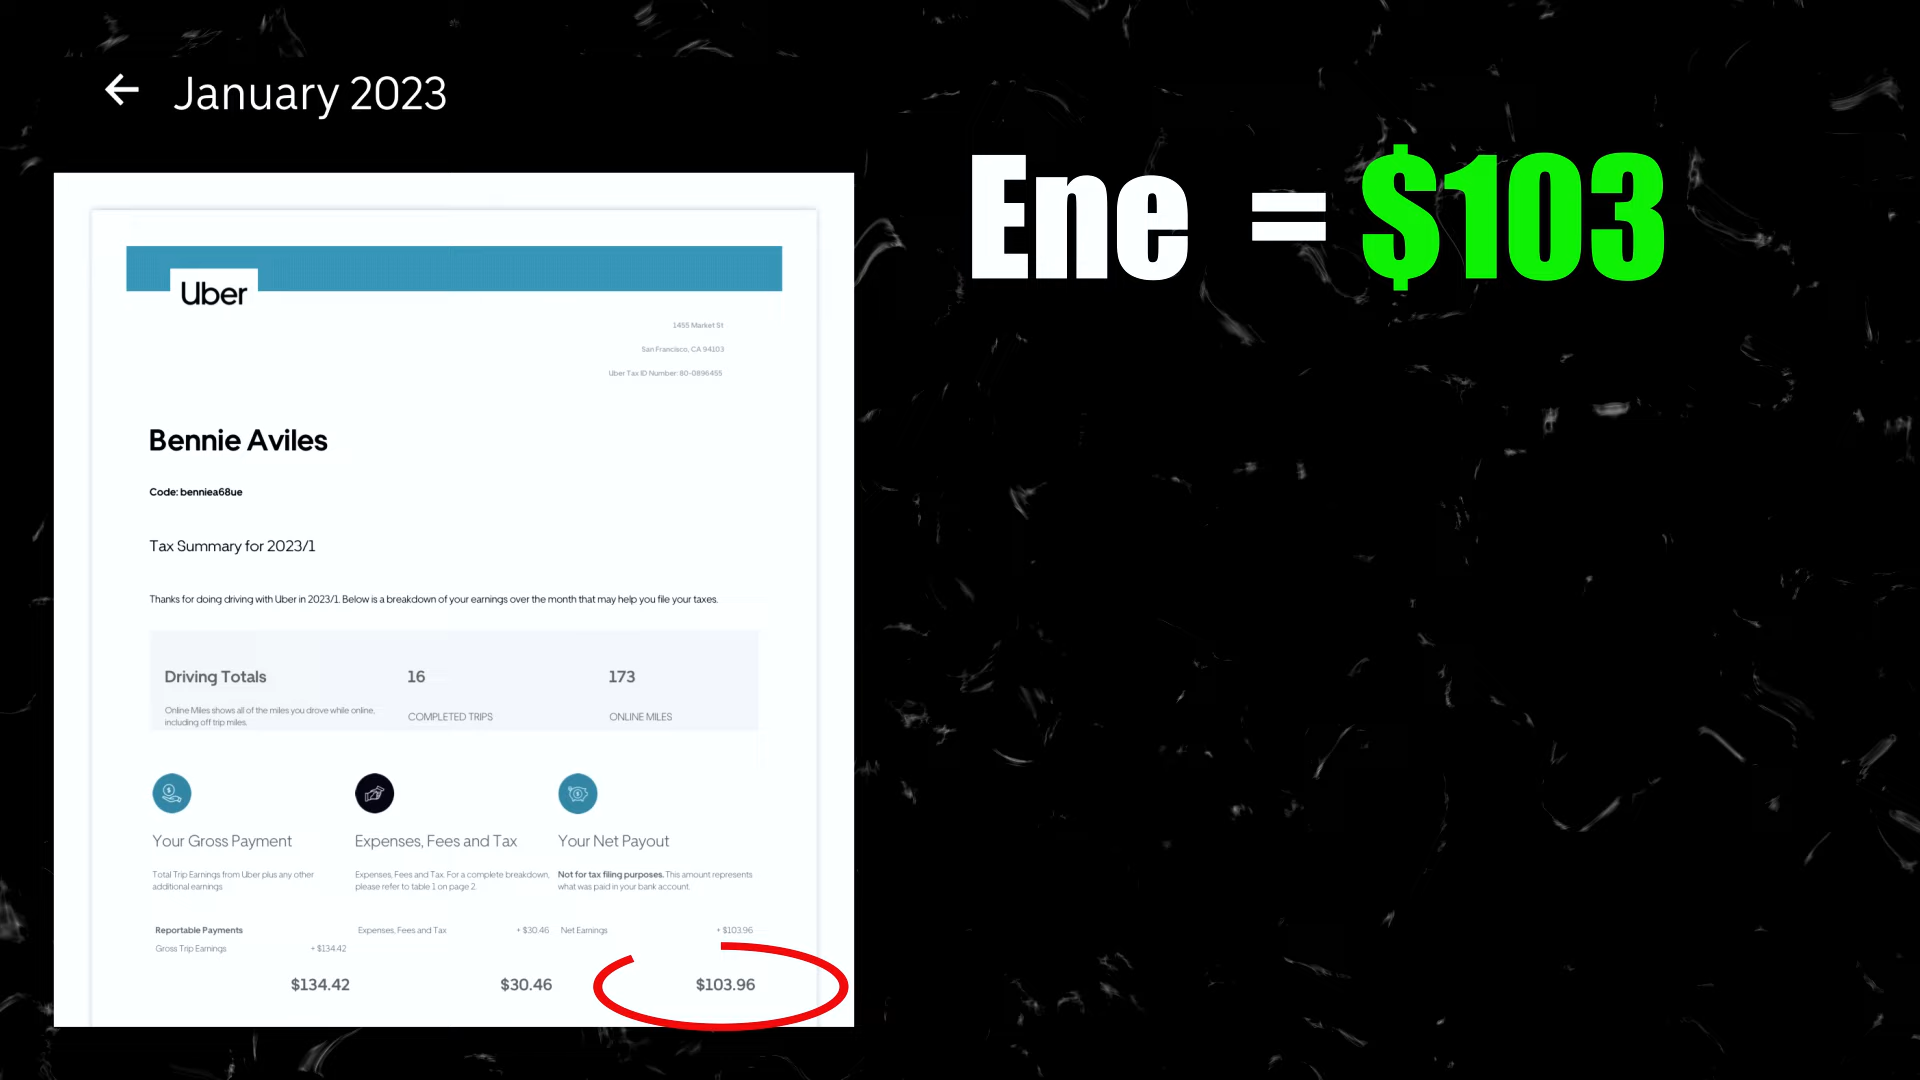 ← January 2023
Ene = $103
Uber
1455 Market St
San Francisco, CA 94103
Uber Tax ID Number: 80-0896455
Bennie Aviles
Code: benniea68ue
Tax Summary for 2023/1
Thanks for doing driving with Uber in 2023/1. Below is a breakdown of your earnings over the month that may help you file your taxes.
Driving Totals 16 173
Online Miles shows all of the miles you drove while online, including off trip miles.
COMPLETED TRIPS ONLINE MILES
Your Gross Payment Expenses, Fees and Tax Your Net Payout
Total Trip Earnings from Uber plus any other
additional earnings
Expenses, Fees and Tax. For a complete breakdown,
please refer to table 1 on page 2.
Not for tax filing purposes. This amount represents
what was paid in your bank account.
Reportable Payments Expenses, Fees and Tax + $30.46 Net Earnings + $103.96
Gross Trip Earnings + $134.42
$134.42 $30.46 $103.96